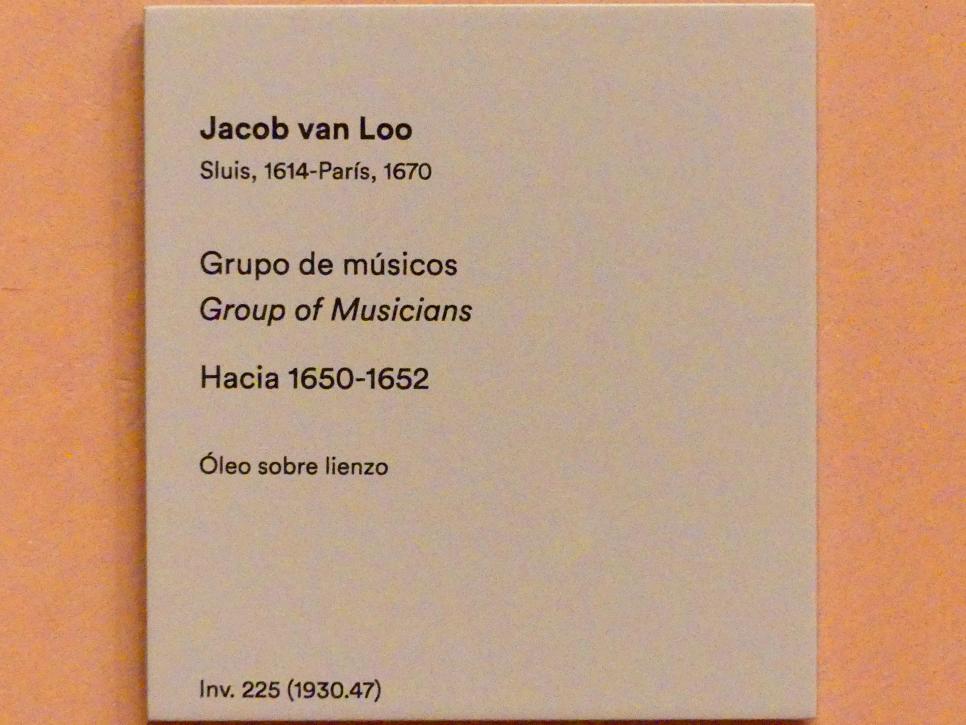 Jacob van Loo
Sluis, 1614-París, 1670
Grupo de músicos
Group of Musicians
Hacia 1650-1652
Óleo sobre lienzo
Inv. 225 (1930.47)